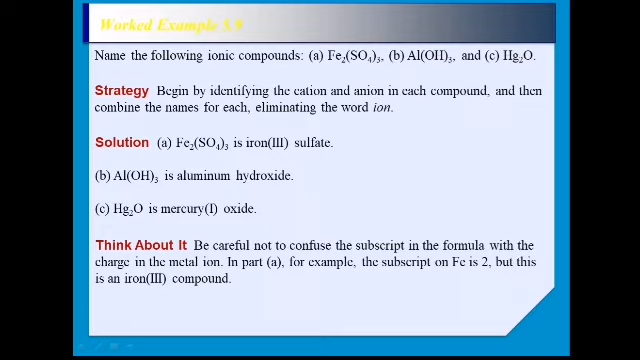 Worked Example 5.9
Name the following ionic compounds: (a) Fe₂(SO₄)₃, (b) Al(OH)₃, and (c) Hg₂O.
Strategy Begin by identifying the cation and anion in each compound, and then
combine the names for each, eliminating the word ion.
Solution (a) Fe₂(SO₄)₃ is iron(III) sulfate.
(b) Al(OH)₃ is aluminum hydroxide.
(c) Hg₂O is mercury(I) oxide.
Think About It Be careful not to confuse the subscript in the formula with the
charge in the metal ion. In part (a), for example, the subscript on Fe is 2, but this
is an iron(III) compound.